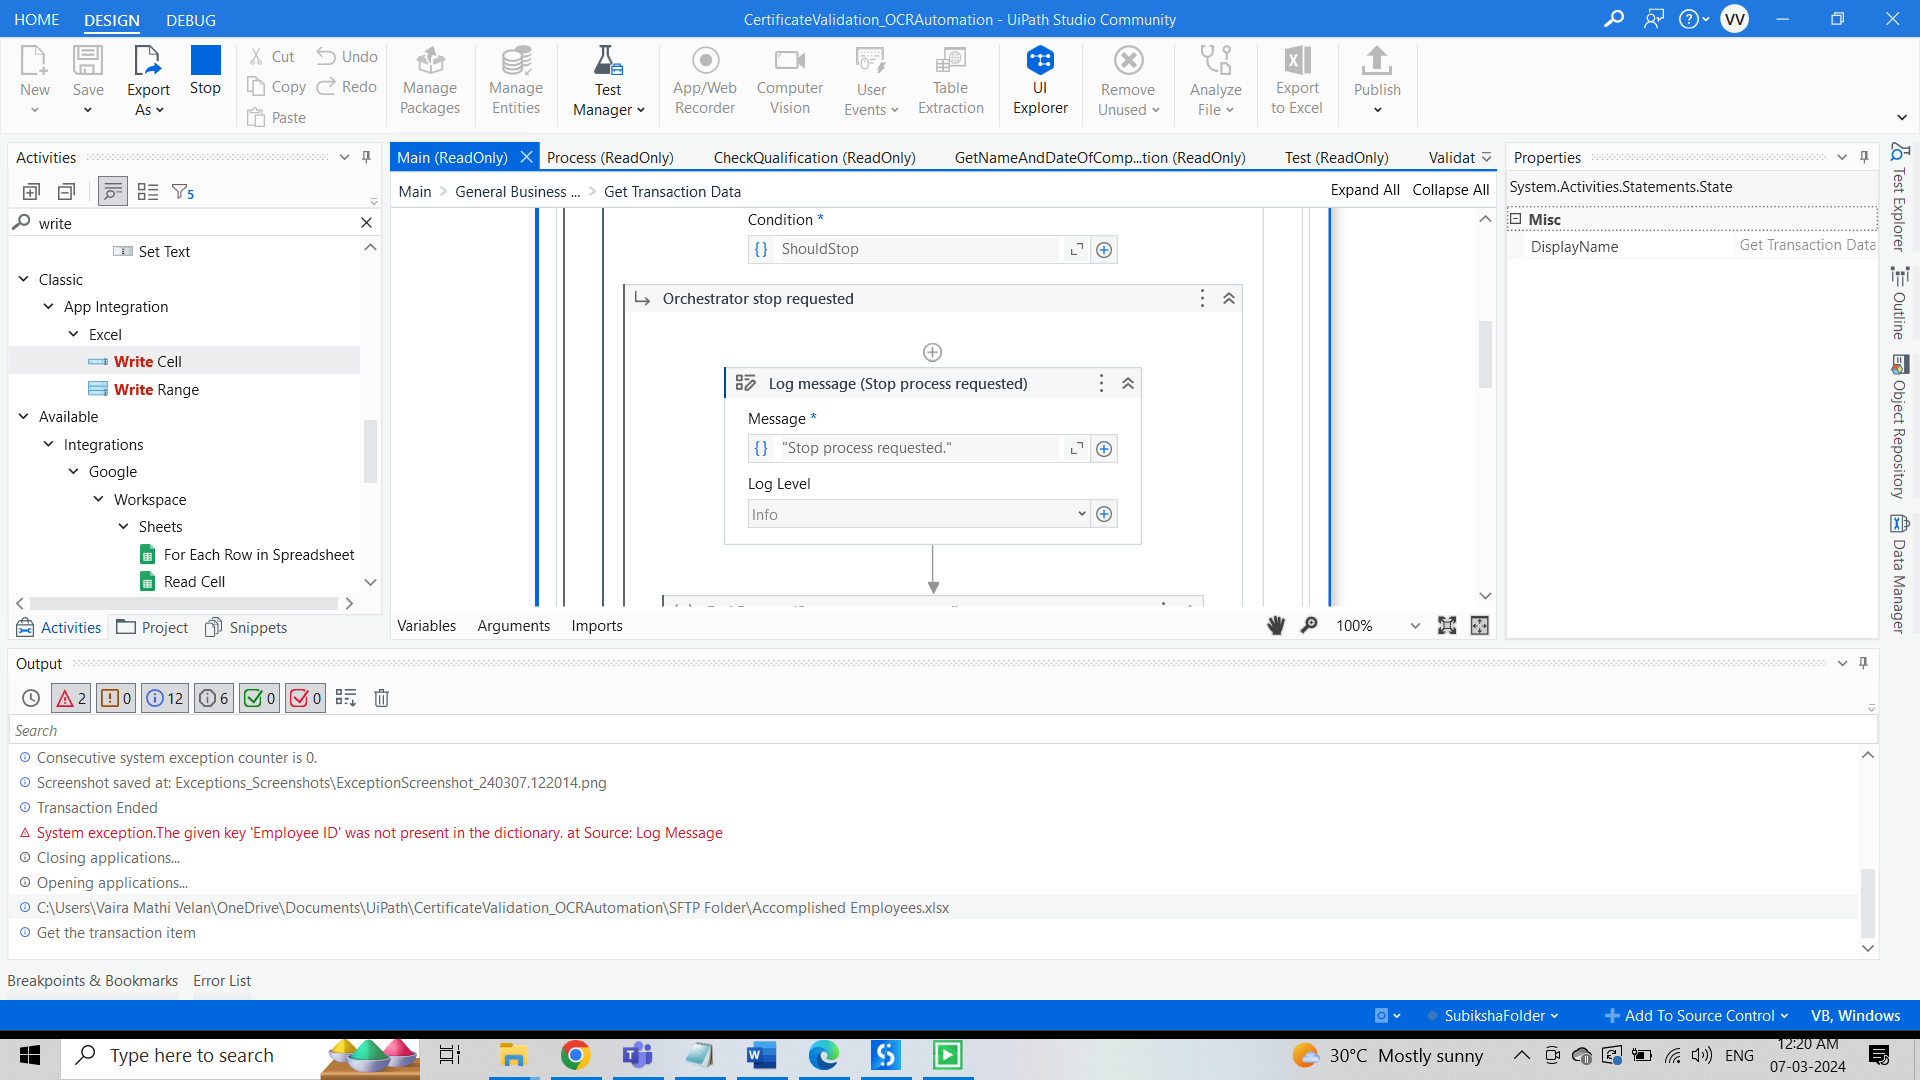 HOME DESIGN DEBUG
CertificateValidation_OCRAutomation - UiPath Studio Community
VV
New
Save
Export As
Stop
Cut
Copy
Paste
Undo
Redo
Manage Packages
Manage Entities
Test Manager
App/Web Recorder
Computer Vision
User Events
Table Extraction
UI Explorer
Remove Unused
Analyze File
Export to Excel
Publish
Activities
5
write
Set Text
Classic
App Integration
Excel
Write Cell
Write Range
Available
Integrations
Google
Workspace
Sheets
For Each Row in Spreadsheet
Read Cell
Activities Project Snippets
Main (ReadOnly) Process (ReadOnly) CheckQualification (ReadOnly) GetNameAndDateOfComp...tion (ReadOnly) Test (ReadOnly) Validat
Main > General Business ... > Get Transaction Data
Expand All Collapse All
Condition *
{} ShouldStop
Orchestrator stop requested
Log message (Stop process requested)
Message *
{} "Stop process requested."
Log Level
Info
Variables Arguments Imports
100%
Properties
System.Activities.Statements.State
Misc
DisplayName Get Transaction Data
Test Explorer
Outline
Object Repository
Data Manager
Output
2 0 12 6 0 0
Search
Consecutive system exception counter is 0.
Screenshot saved at: Exceptions_Screenshots\ExceptionScreenshot_240307.122014.png
Transaction Ended
System exception.The given key 'Employee ID' was not present in the dictionary. at Source: Log Message
Closing applications...
Opening applications...
C:\Users\Vaira Mathi Velan\OneDrive\Documents\UiPath\CertificateValidation_OCRAutomation\SFTP Folder\Accomplished Employees.xlsx
Get the transaction item
Breakpoints & Bookmarks Error List
SubikshaFolder Add To Source Control VB, Windows
Type here to search
30°C Mostly sunny
ENG
12:20 AM
07-03-2024